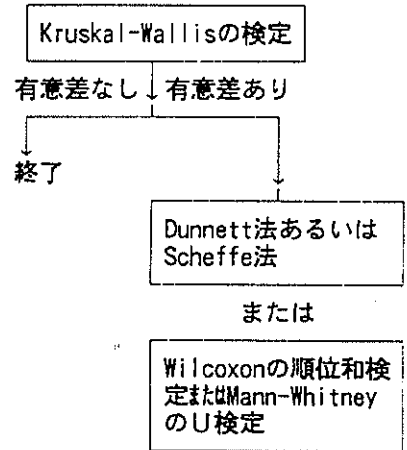 Kruskal-Wallisの検定
有意差なし 有意差あり
終了
Dunnett法あるいは
Scheffe法
または
Wilcoxonの順位和検
定またはMann-Whitney
のU検定